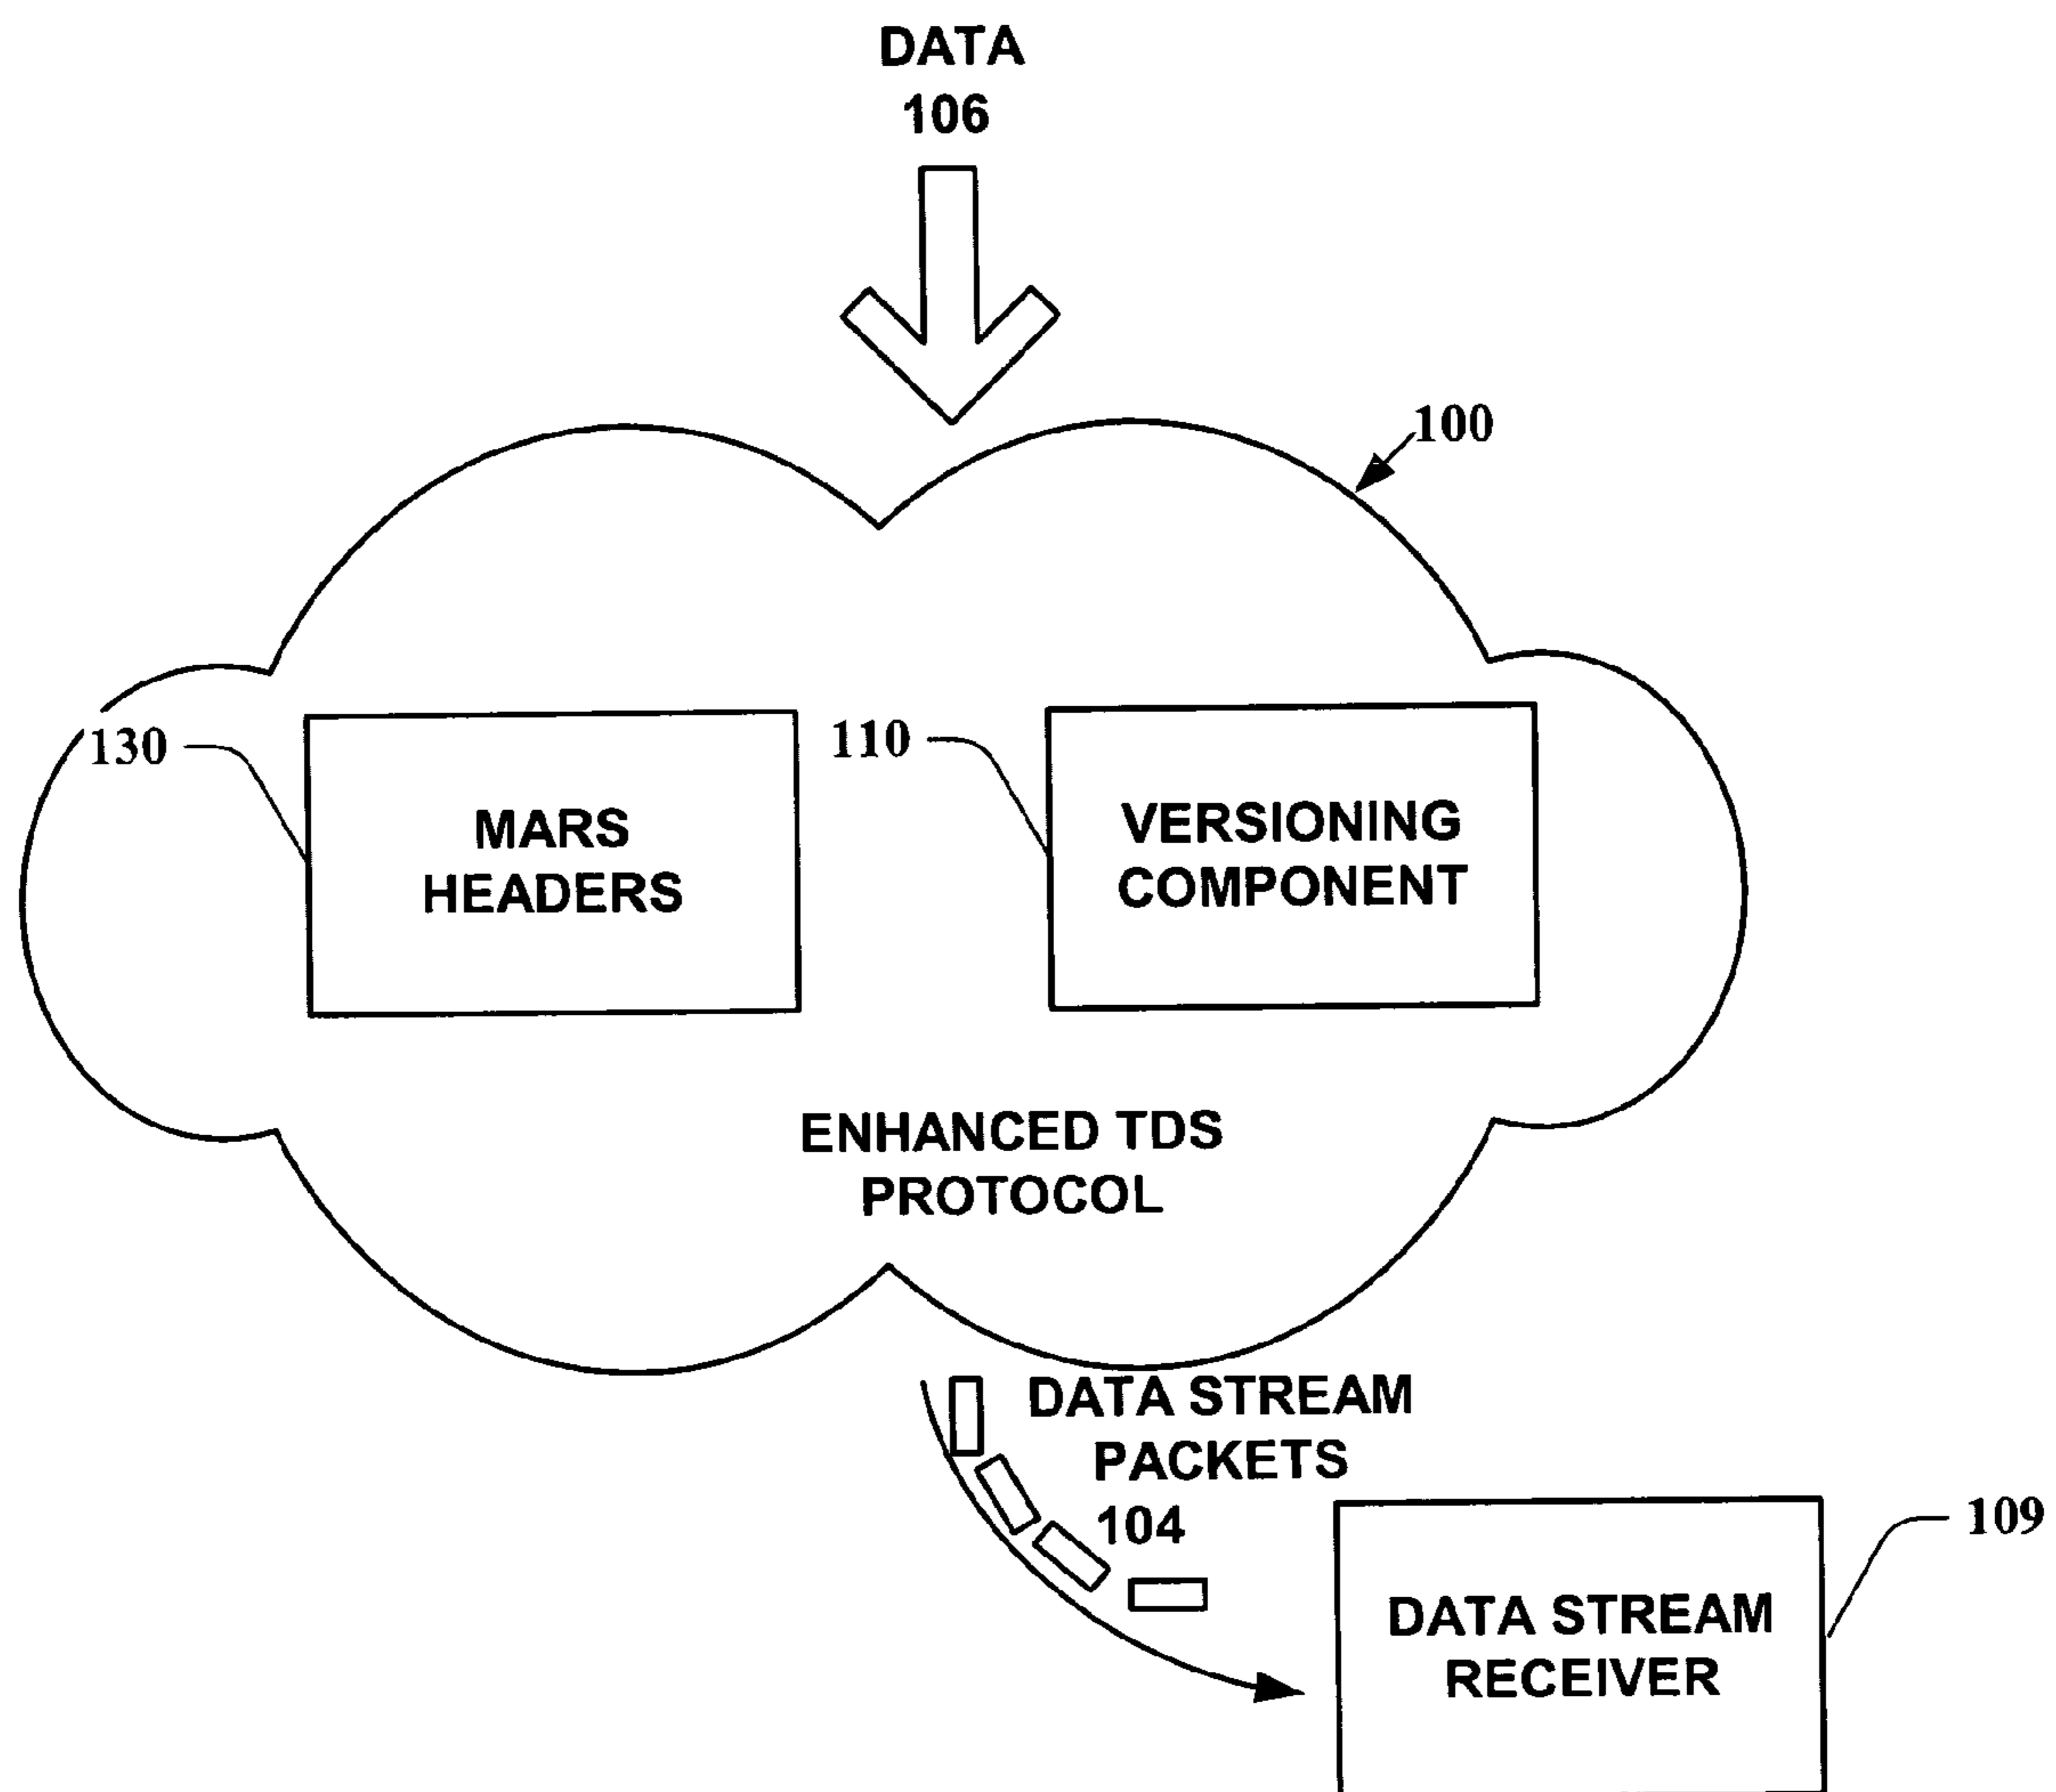 DATA
106
100
130
110
MARS
HEADERS
VERSIONING
COMPONENT
ENHANCED TDS
PROTOCOL
DATA STREAM
PACKETS
104
109
DATA STREAM
RECEIVER